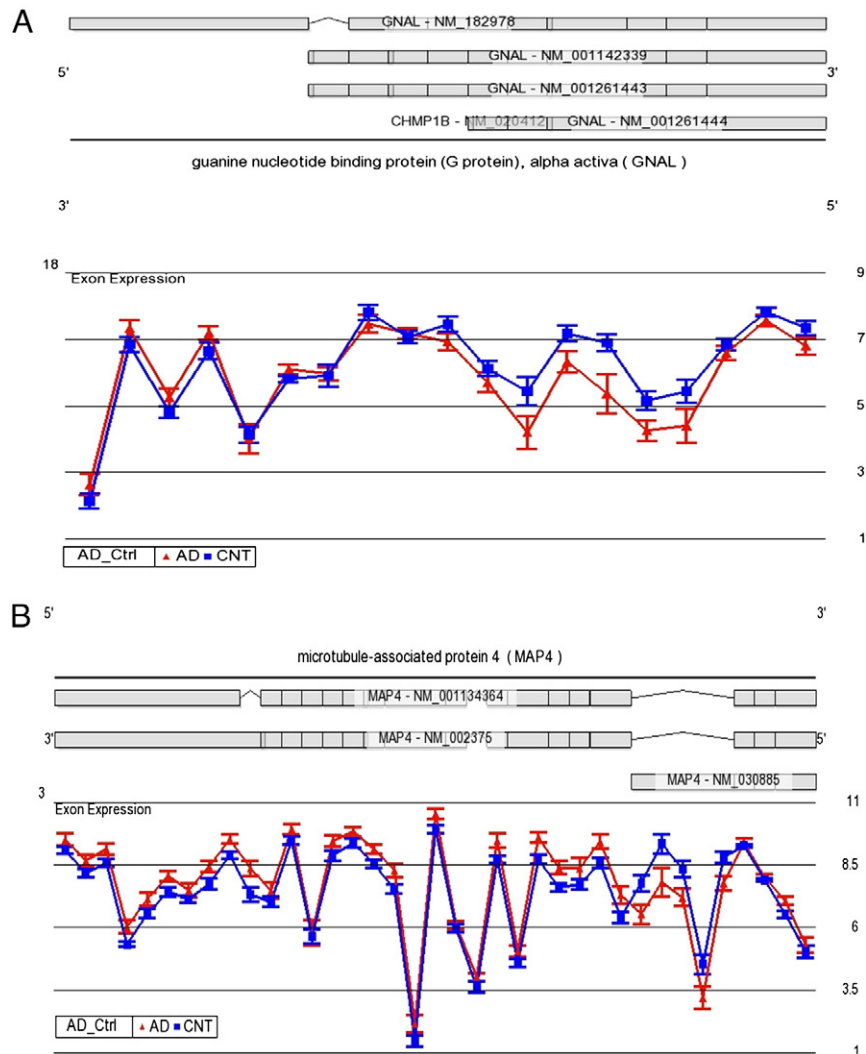 A
GNAL - NM_182978
GNAL - NM_001142339
5' 3'
GNAL - NM_001261443
CHMP1B - NM_020412 GNAL - NM_001261444
guanine nucleotide binding protein (G protein), alpha activa ( GNAL )
3' 5'
18 9
Exon Expression
7
5
3
1
AD_Ctrl AD CNT
B
5' 3'
microtubule-associated protein 4 ( MAP4 )
MAP4 - NM_001134364
3' MAP4 - NM_002375 5'
MAP4 - NM_030885
3 11
Exon Expression
8.5
6
3.5
AD_Ctrl AD CNT
1